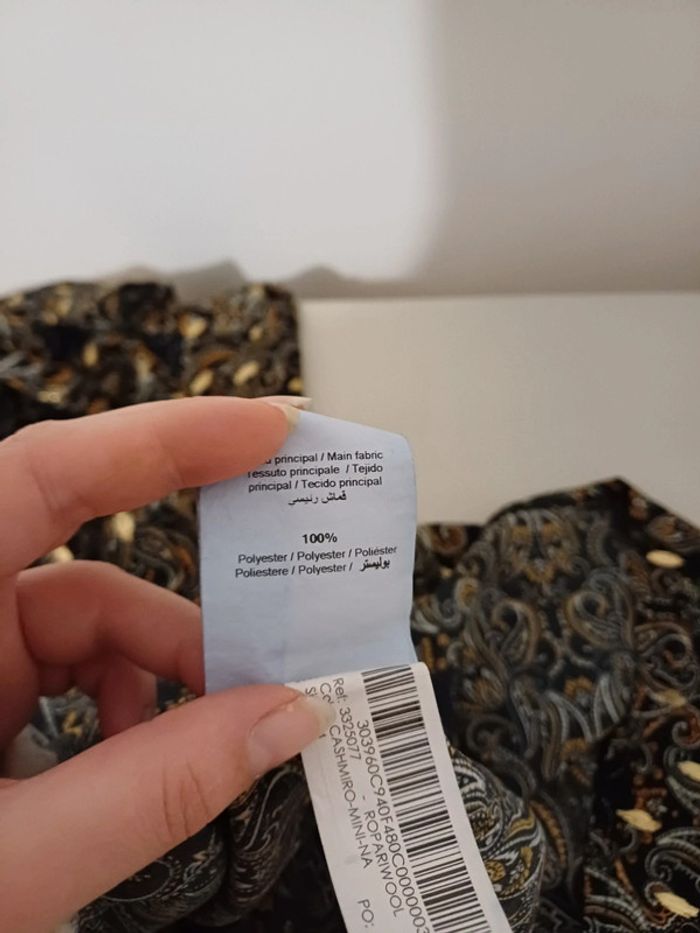 principal / Main fabric
Tessuto principale / Tejido
principal / Tecido principal
قماش رئيسي
100%
Polyester / Polyester / Poliéster
Poliestere / Polyester / بوليستر
303960C940F480C0000003
Ref: 3325077 - ROPARIWOOL
CASHMIRO-MINI-NA
PO: